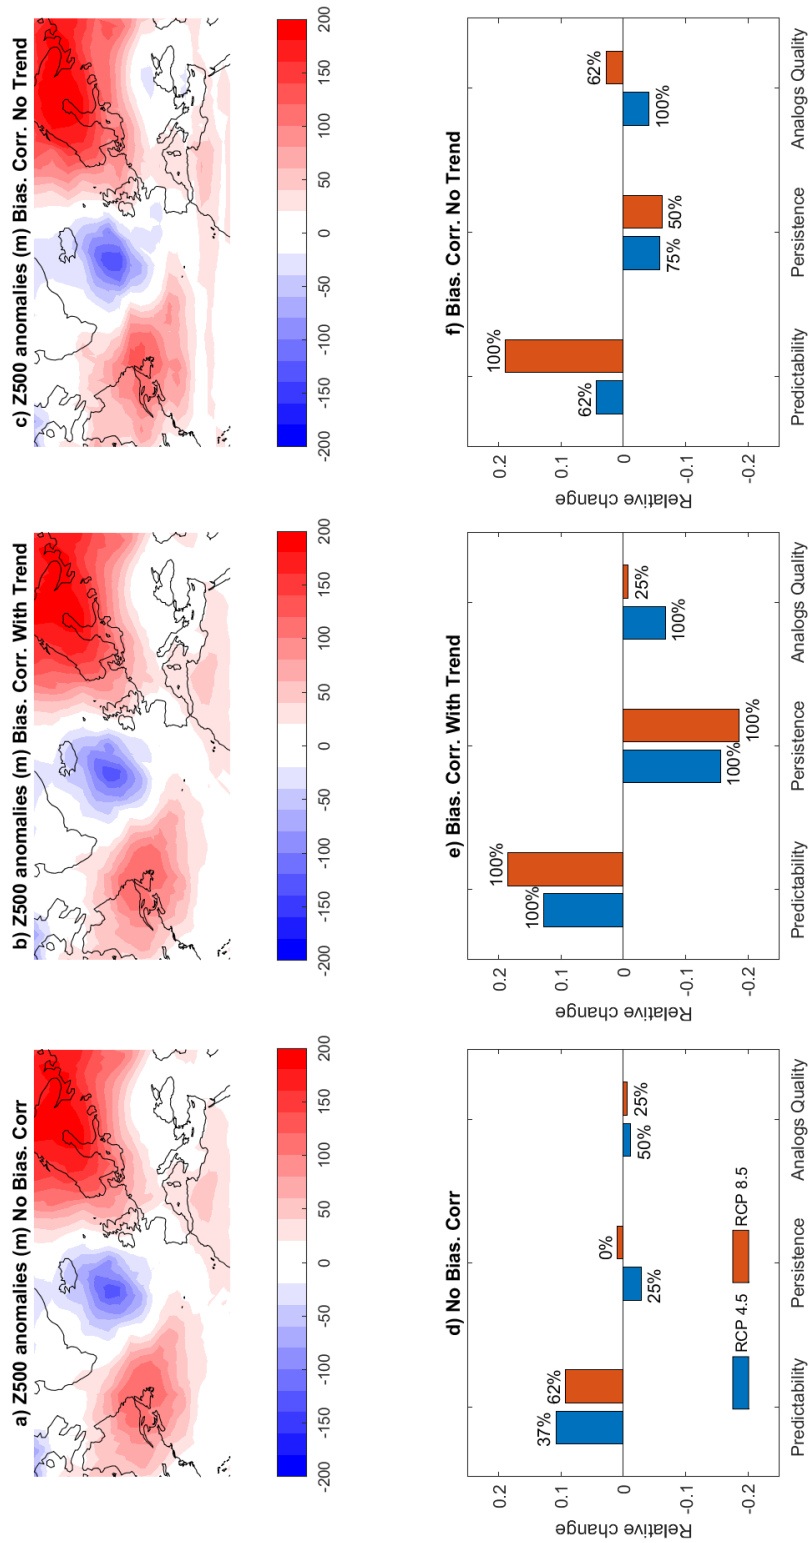 a) Z500 anomalies (m) No Bias. Corr
-200 -150 -100 -50 0 50 100 150 200
b) Z500 anomalies (m) Bias. Corr. With Trend
-200 -150 -100 -50 0 50 100 150 200
c) Z500 anomalies (m) Bias. Corr. No Trend
-200 -150 -100 -50 0 50 100 150 200
d) No Bias. Corr
Relative change
0.2
0.1
0
-0.1
-0.2
37%
62%
25%
0%
50%
25%
RCP 4.5
RCP 8.5
Predictability Persistence Analogs Quality
e) Bias. Corr. With Trend
Relative change
0.2
0.1
0
-0.1
-0.2
100%
100%
100%
100%
100%
25%
Predictability Persistence Analogs Quality
f) Bias. Corr. No Trend
Relative change
0.2
0.1
0
-0.1
-0.2
62%
100%
75%
50%
100%
62%
Predictability Persistence Analogs Quality